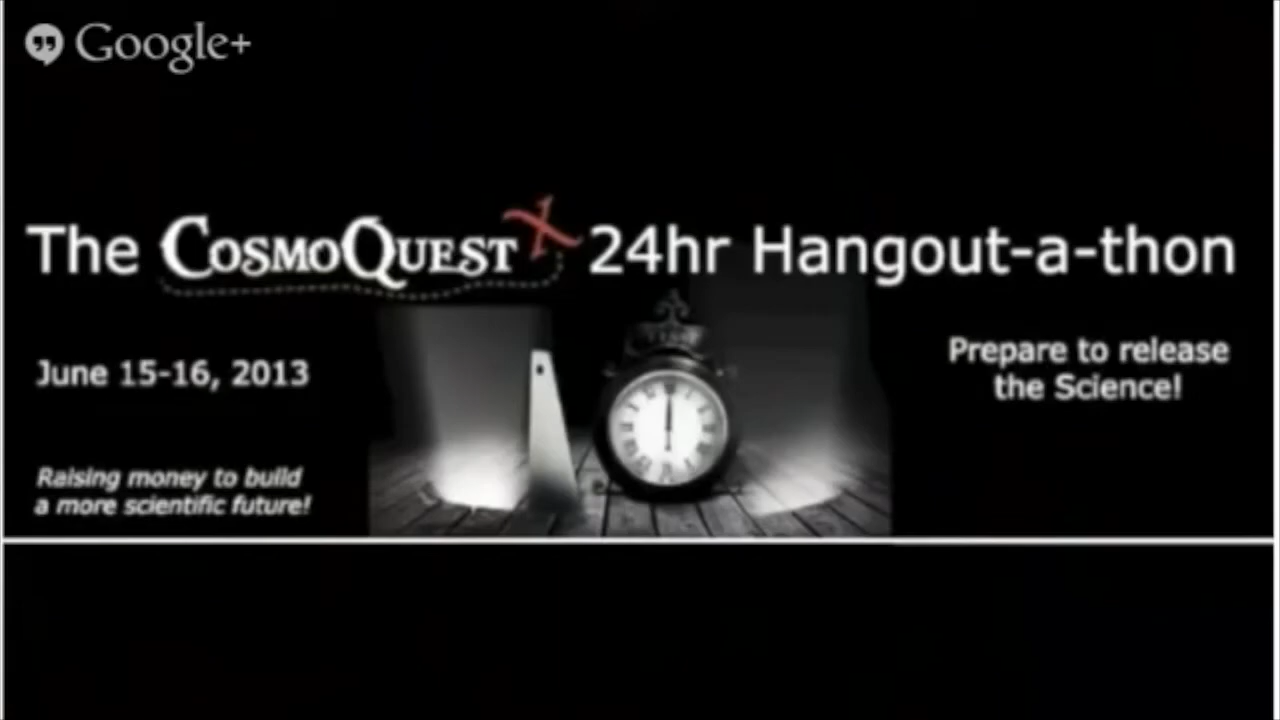 Google+
The CosmoQuest X 24hr Hangout-a-thon
June 15-16, 2013
Prepare to release
the Science!
Raising money to build
a more scientific future!